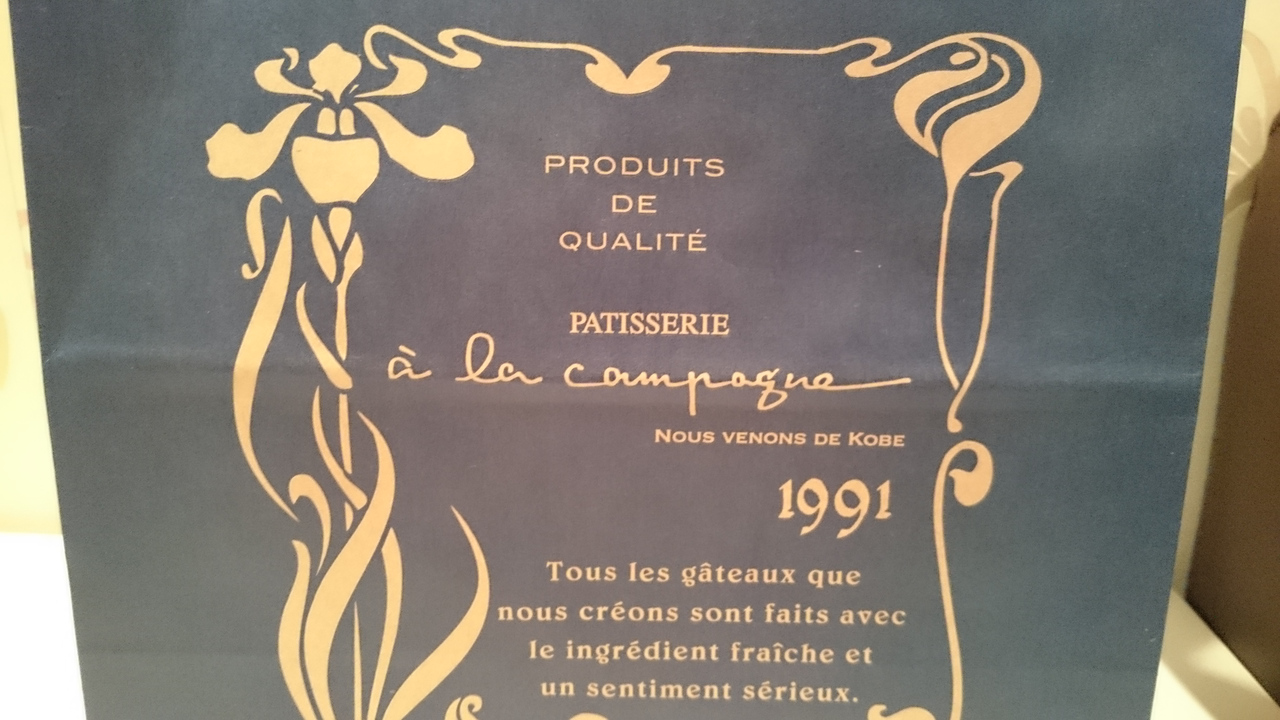 PRODUITS
DE
QUALITÉ
PATISSERIE
à la campagne
NOUS VENONS DE KOBE
1991
Tous les gâteaux que
nous créons sont faits avec
le ingrédient fraîche et
un sentiment sérieux.